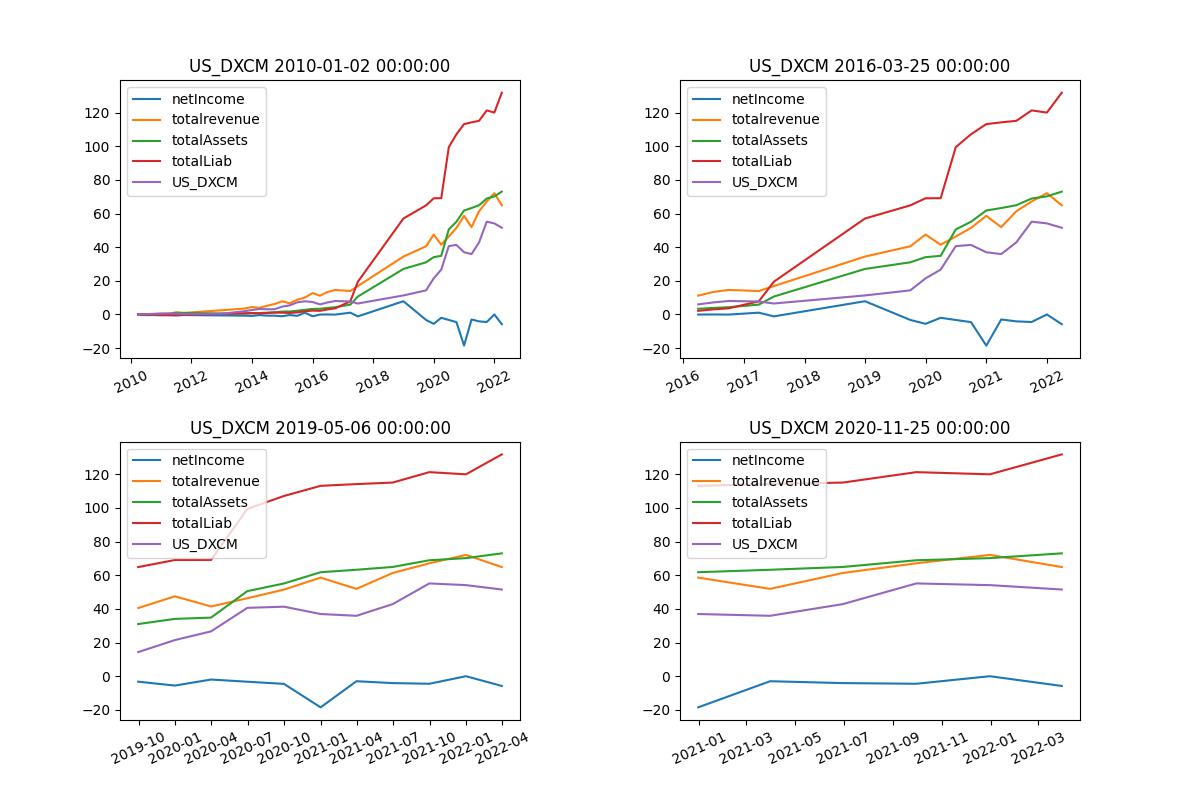 US_DXCM 2010-01-02 00:00:00
netIncome
totalrevenue
totalAssets
totalLiab
US_DXCM
120
100
80
60
40
20
0
−20
2010 2012 2014 2016 2018 2020 2022
US_DXCM 2016-03-25 00:00:00
netIncome
totalrevenue
totalAssets
totalLiab
US_DXCM
120
100
80
60
40
20
0
−20
2016 2017 2018 2019 2020 2021 2022
US_DXCM 2019-05-06 00:00:00
netIncome
totalrevenue
totalAssets
totalLiab
US_DXCM
120
100
80
60
40
20
0
−20
2019-10 2020-01 2020-04 2020-07 2020-10 2021-01 2021-04 2021-07 2021-10 2022-01 2022-04
US_DXCM 2020-11-25 00:00:00
netIncome
totalrevenue
totalAssets
totalLiab
US_DXCM
120
100
80
60
40
20
0
−20
2021-01 2021-03 2021-05 2021-07 2021-09 2021-11 2022-01 2022-03